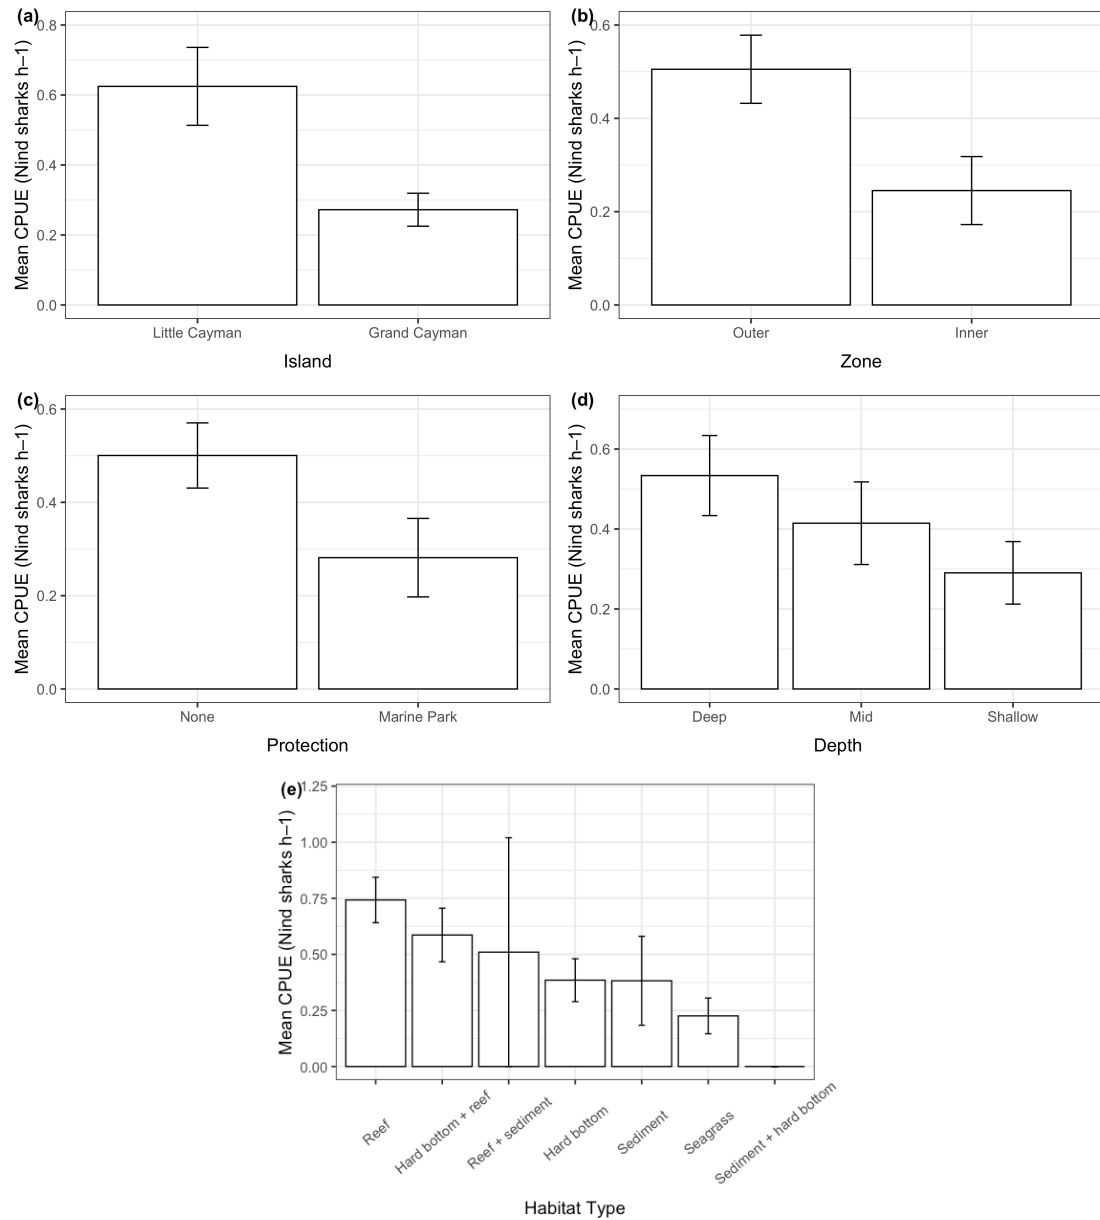 (a)
Mean CPUE (Nind sharks h−1)
0.8
0.6
0.4
0.2
0.0
Little Cayman
Grand Cayman
Island
(b)
Mean CPUE (Nind sharks h−1)
0.6
0.4
0.2
0.0
Outer
Inner
Zone
(c)
Mean CPUE (Nind sharks h−1)
0.6
0.4
0.2
0.0
None
Marine Park
Protection
(d)
Mean CPUE (Nind sharks h−1)
0.6
0.4
0.2
0.0
Deep
Mid
Shallow
Depth
(e)
Mean CPUE (Nind sharks h−1)
1.25
1.00
0.75
0.50
0.25
0.00
Reef
Hard bottom + reef
Reef + sediment
Hard bottom
Sediment
Seagrass
Sediment + hard bottom
Habitat Type